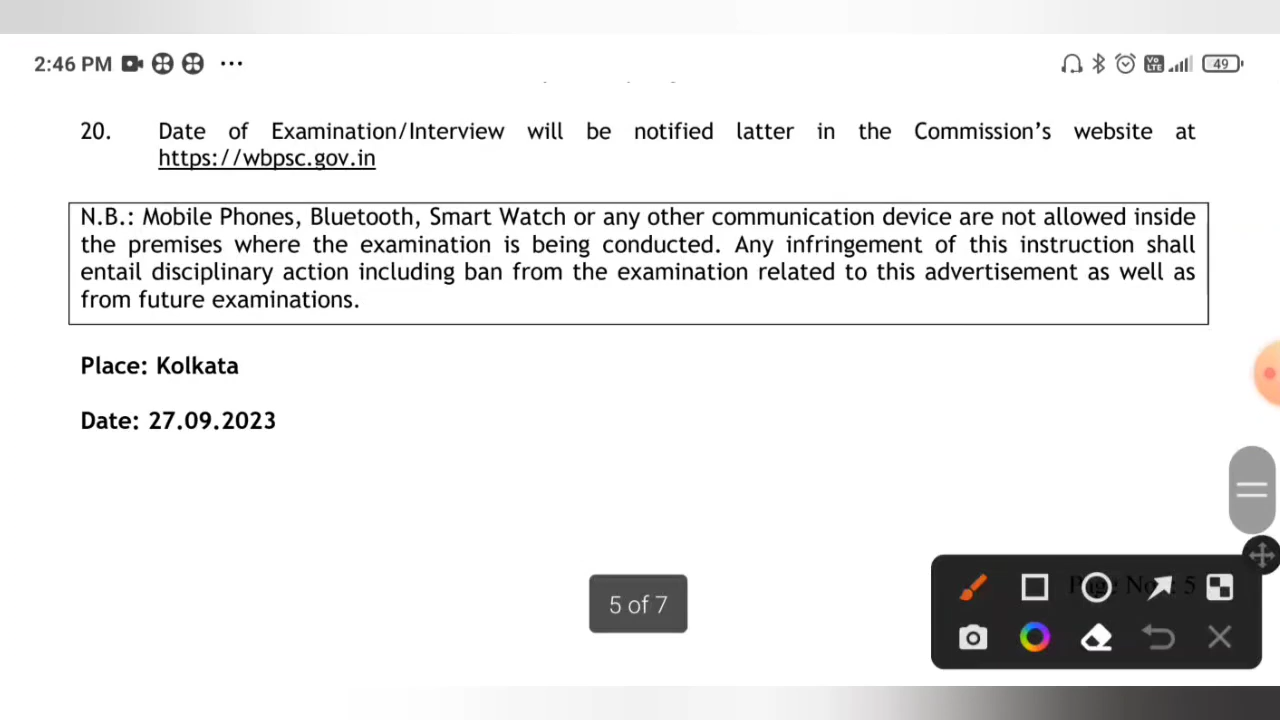 2:46 PM ...
Vo LTE 49
20. Date of Examination/Interview will be notified latter in the Commission's website at
https://wbpsc.gov.in
N.B.: Mobile Phones, Bluetooth, Smart Watch or any other communication device are not allowed inside
the premises where the examination is being conducted. Any infringement of this instruction shall
entail disciplinary action including ban from the examination related to this advertisement as well as
from future examinations.
Place: Kolkata
Date: 27.09.2023
5 of 7